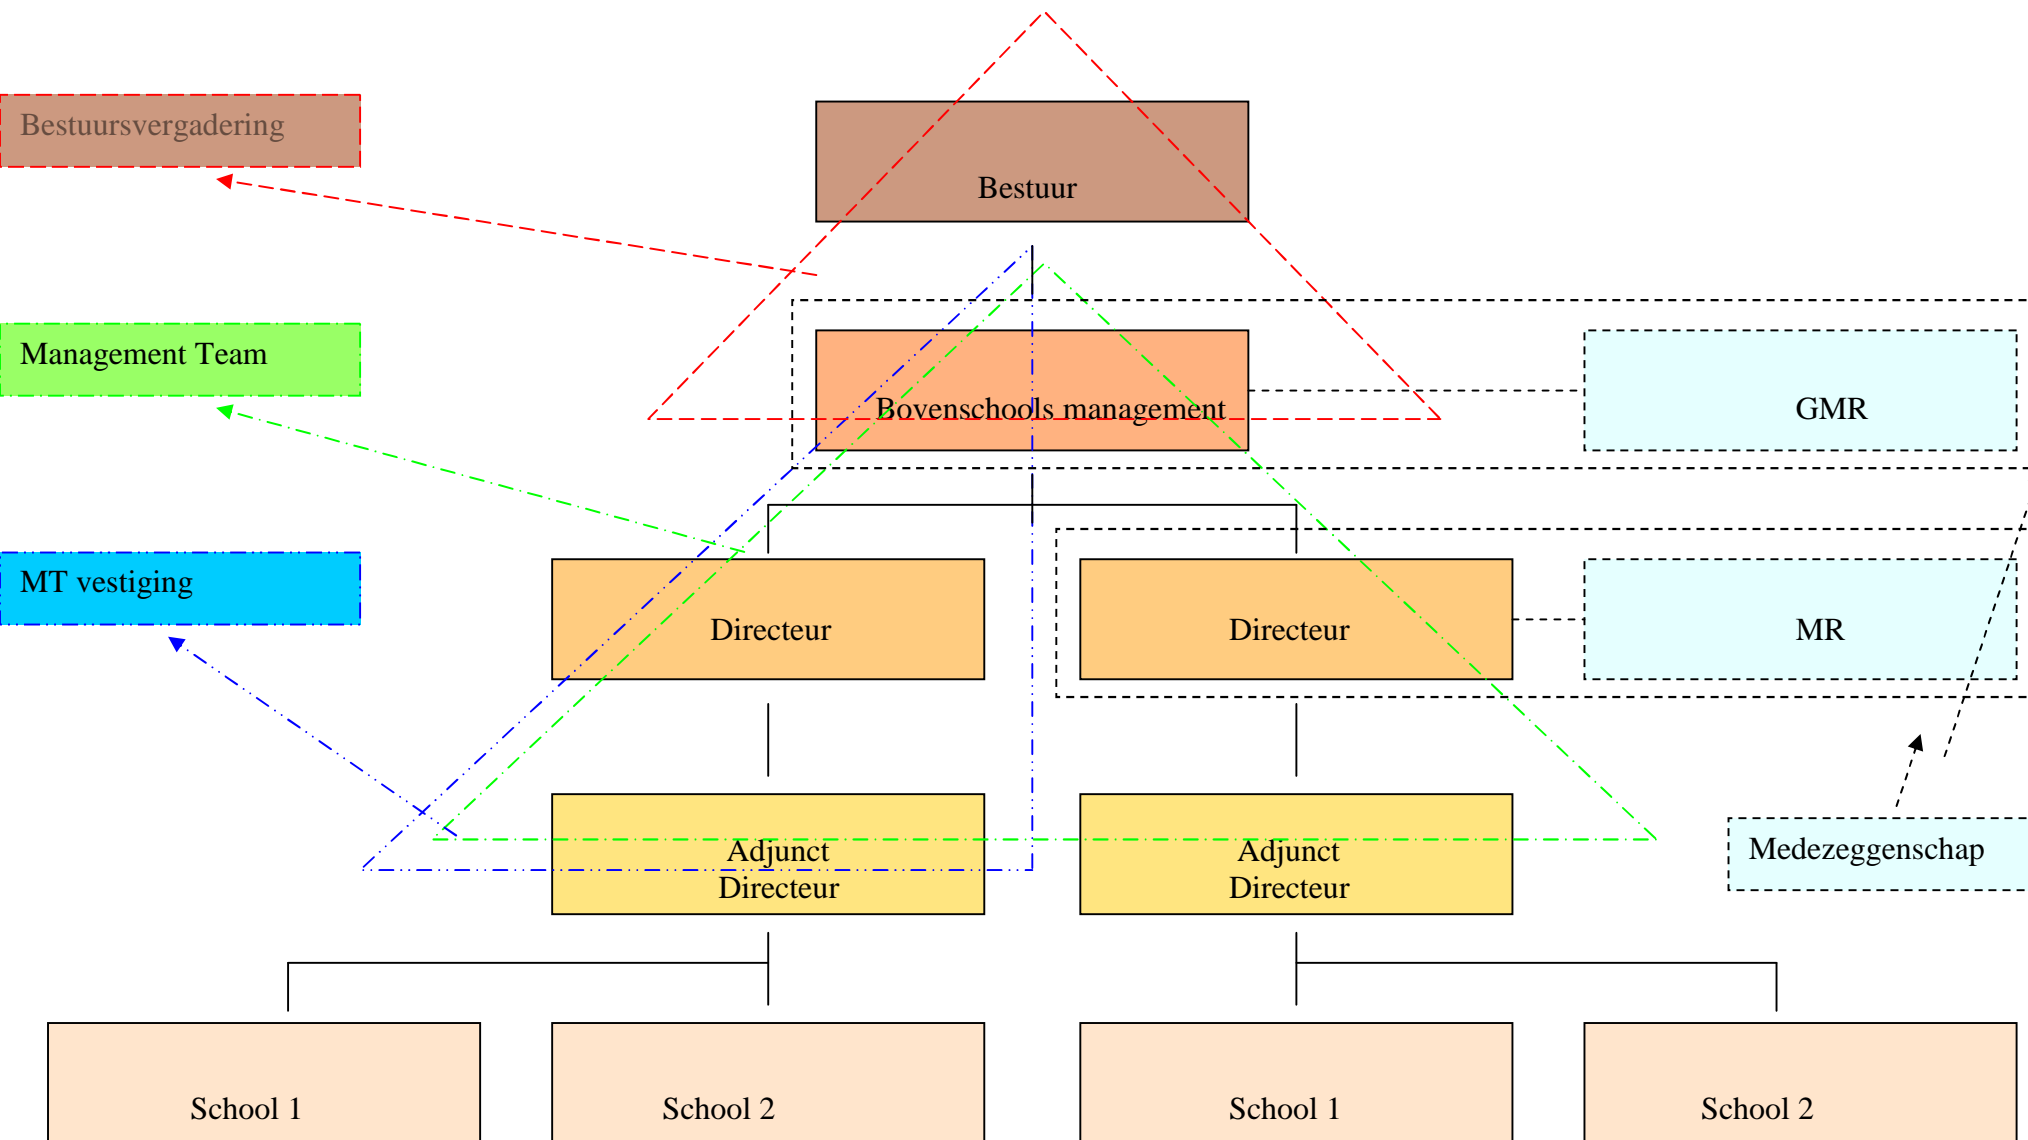 Bestuursvergadering
Bestuur
Management Team
Bovenschools management
GMR
MT vestiging
Directeur
Directeur
MR
Adjunct
Directeur
Adjunct
Directeur
Medezeggenschap
School 1
School 2
School 1
School 2